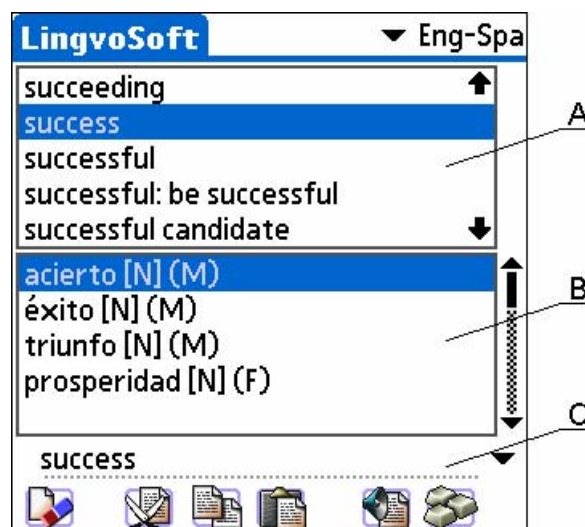 LingvoSoft
Eng-Spa
succeeding
success
successful
successful: be successful
successful candidate
A
acierto [N] (M)
éxito [N] (M)
triunfo [N] (M)
prosperidad [N] (F)
B
success
C